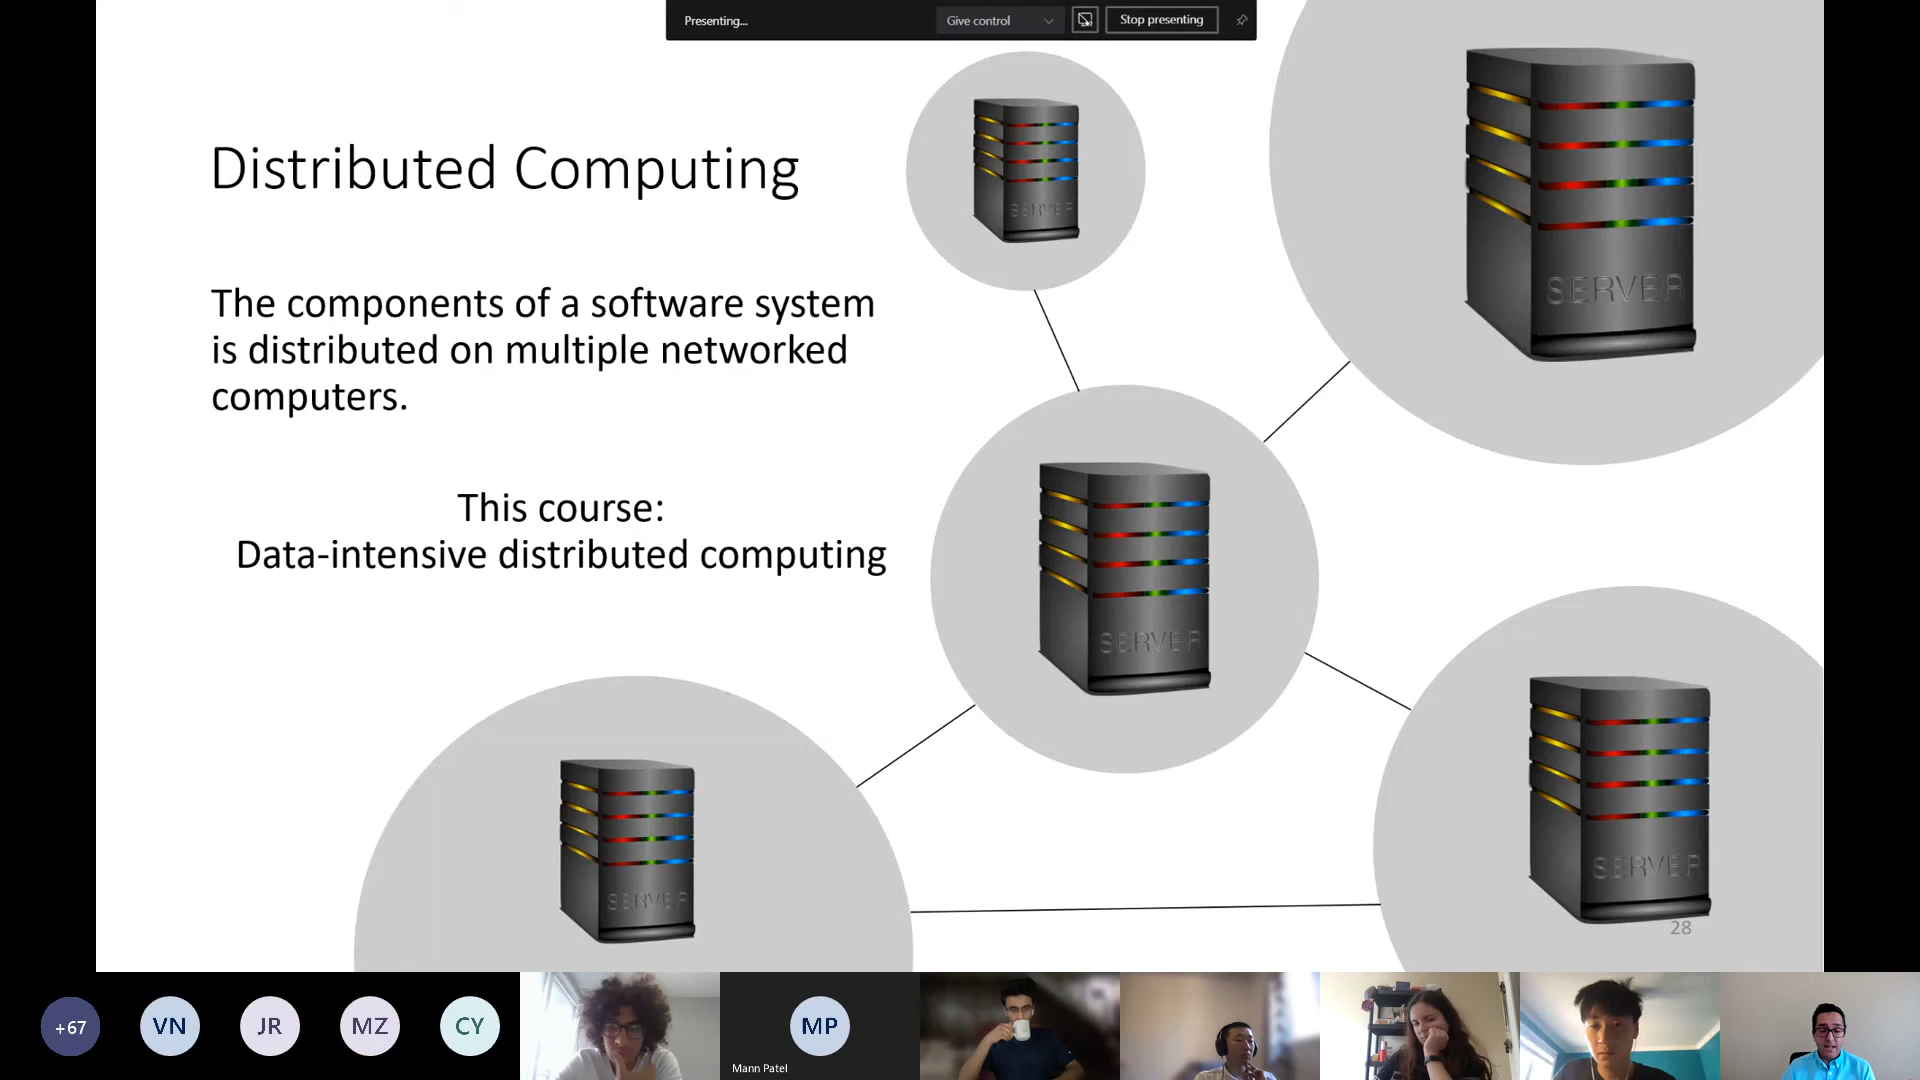 Presenting...
Give control
Stop presenting
Distributed Computing
The components of a software system
is distributed on multiple networked
computers.
This course:
Data-intensive distributed computing
SERVER
SERVER
SERVER
SERVER
SERVER
28
+67
VN
JR
MZ
CY
MP
Mann Patel